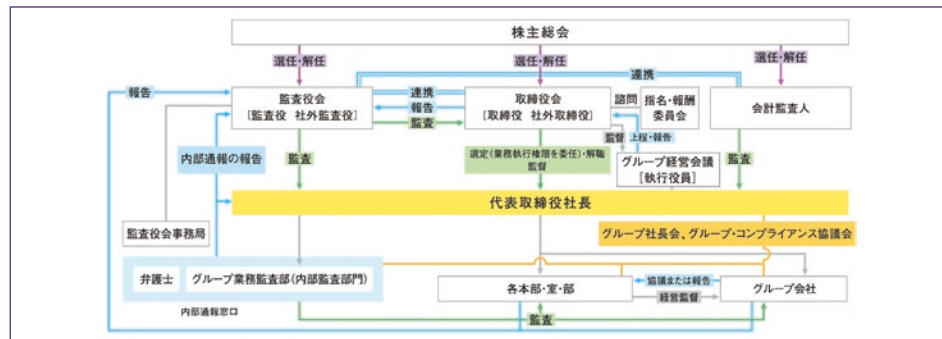 株主総会
選任・解任
選任・解任
選任・解任
連携
報告
監査役会
[監査役 社外監査役]
連携
報告
監査
取締役会
[取締役 社外取締役]
諮問
指名・報酬
委員会
会計監査人
監督
上程・報告
内部通報の報告
監査
選定(業務執行権限を委任)・解職
監督
グループ経営会議
[執行役員]
監査
代表取締役社長
監査役会事務局
グループ社長会、グループ・コンプライアンス協議会
弁護士
グループ業務監査部(内部監査部門)
内部通報窓口
各本部・室・部
協議または報告
経営監督
グループ会社
監査